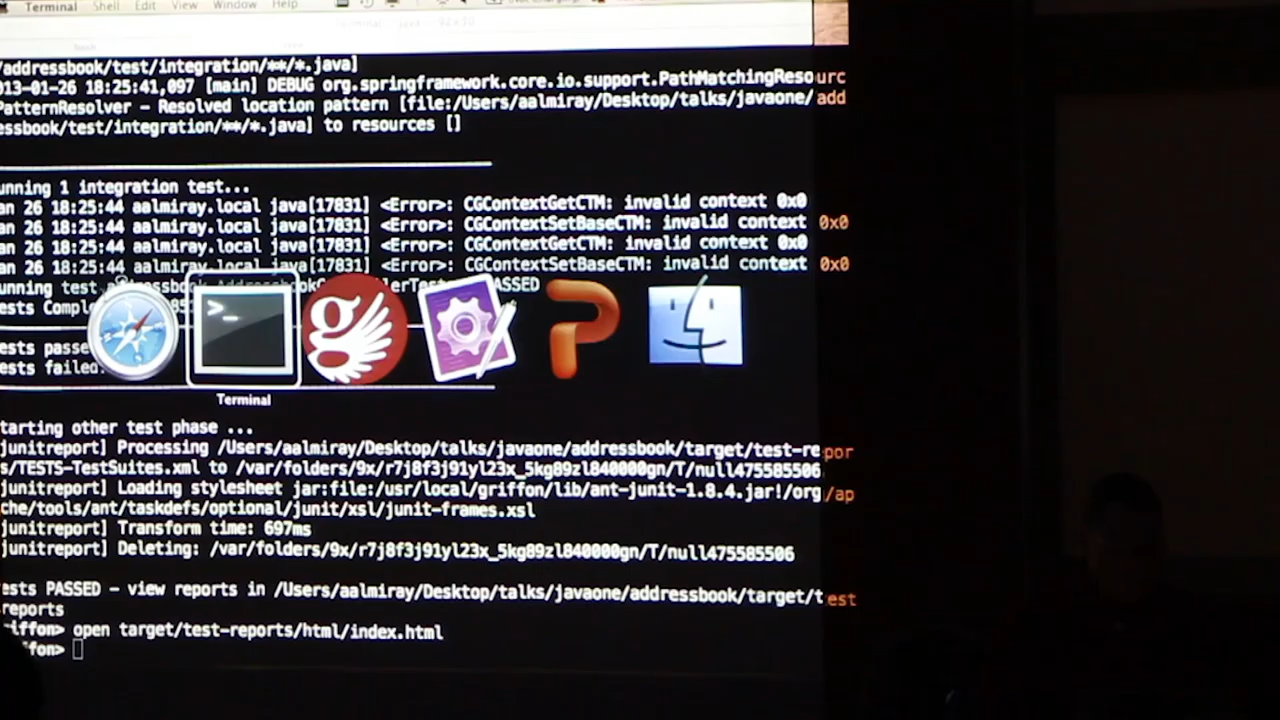 Terminal Shell Edit View Window Help
/addressbook/test/integration/**/*.java]
013-01-26 18:25:41,097 [main] DEBUG org.springframework.core.io.support.PathMatchingResourc
PatternResolver - Resolved location pattern [file:/Users/aalmiray/Desktop/talks/javaone/add
essbook/test/integration/**/*.java] to resources []
unning 1 integration test...
an 26 18:25:44 aalmiray.local java[17831] <Error>: CGContextGetCTM: invalid context 0x0
an 26 18:25:44 aalmiray.local java[17831] <Error>: CGContextSetBaseCTM: invalid context 0x0
an 26 18:25:44 aalmiray.local java[17831] <Error>: CGContextGetCTM: invalid context 0x0
an 26 18:25:44 aalmiray.local java[17831] <Error>: CGContextSetBaseCTM: invalid context 0x0
unning test
lerTest
ASSED
ests Comple
ests passe
ests failed:
Terminal
tarting other test phase ...
junitreport] Processing /Users/aalmiray/Desktop/talks/javaone/addressbook/target/test-repor
s/TESTS-TestSuites.xml to /var/folders/9x/r7j8f3j91yl23x_5kg89zl840000gn/T/null475585506
junitreport] Loading stylesheet jar:file:/usr/local/griffon/lib/ant-junit-1.8.4.jar!/org/ap
che/tools/ant/taskdefs/optional/junit/xsl/junit-frames.xsl
junitreport] Transform time: 697ms
junitreport] Deleting: /var/folders/9x/r7j8f3j91yl23x_5kg89zl840000gn/T/null475585506
ests PASSED - view reports in /Users/aalmiray/Desktop/talks/javaone/addressbook/target/test
reports
riffon> open target/test-reports/html/index.html
ffon>